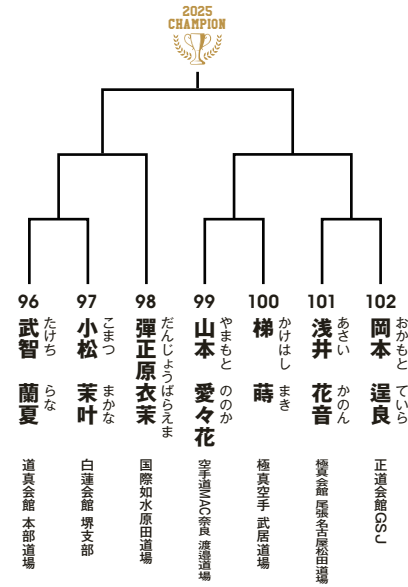 2025
CHAMPION
96
武智 蘭夏
たけち らな
道真会館 本部道場
97
小松 茉叶
こまつ まかな
白蓮会館 堺支部
98
彈正原衣茉
だんじょうばらえま
国際如水原田道場
99
山本 愛々花
やまもと ののか
空手道MAC奈良 渡邉道場
100
梯 蒔
かけはし まき
極真空手 武居道場
101
浅井 花音
あさい かのん
極真会館 尾張名古屋松田道場
102
岡本 逞良
おかもと ていら
正道会館GS-J